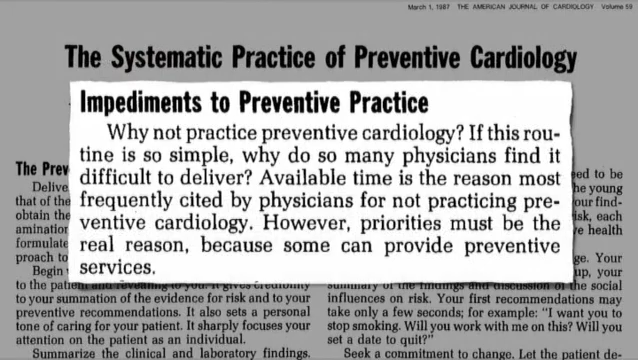 March 1, 1987 THE AMERICAN JOURNAL OF CARDIOLOGY Volume 59
The Systematic Practice of Preventive Cardiology
Impediments to Preventive Practice
Why not practice preventive cardiology? If this rou-
tine is so simple, why do so many physicians find it
difficult to deliver? Available time is the reason most
frequently cited by physicians for not practicing pre-
ventive cardiology. However, priorities must be the
real reason, because some can provide preventive
services.
The Prev
Delive
that of the
obtain the
amination
formulate
proach to
Begin
to the patient and revealing to you. It gives credibility
to your summation of the evidence for risk and to your
preventive recommendations. It also sets a personal
tone of caring for your patient. It sharply focuses your
attention on the patient as an individual.
Summarize the clinical and laboratory findings.
eed to be
he young
our find-
isk, each
ve health
ge. Your
up, your
summary of the findings and discussion of the social
influences on risk. Your first recommendations may
take only a few seconds; for example: "I want you to
stop smoking. Will you work with me on this? Will you
set a date to quit?"
Seek a commitment to change. Let the patient de-